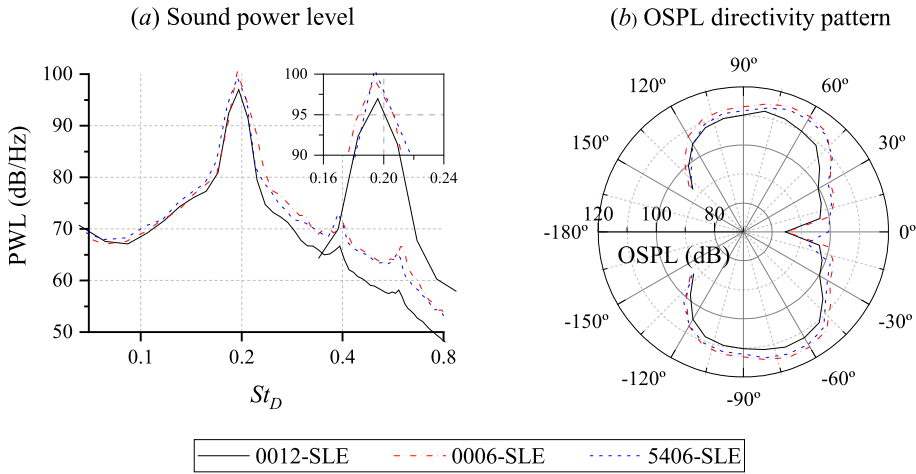 (a) Sound power level
(b) OSPL directivity pattern
PWL (dB/Hz)
100
90
80
70
60
50
0.1
0.2
0.4
0.8
St_D
100
95
90
0.16
0.20
0.24
90º
120º
60º
150º
30º
-180º
120
100
80
0º
OSPL (dB)
-150º
-30º
-120º
-60º
-90º
0012-SLE
0006-SLE
5406-SLE